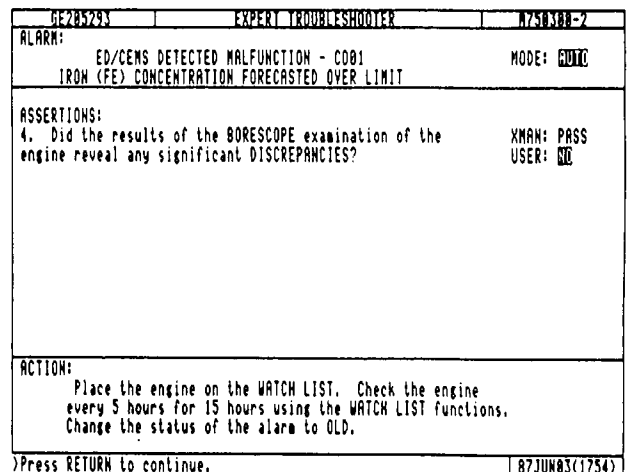 GE205293 EXPERT TROUBLESHOOTER A750300-2
ALARM:
ED/CEMS DETECTED MALFUNCTION - CD01 MODE: AUTO
IRON (FE) CONCENTRATION FORECASTED OVER LIMIT
ASSERTIONS:
4. Did the results of the BORESCOPE examination of the XMAN: PASS
engine reveal any significant DISCREPANCIES? USER: NO
ACTION:
Place the engine on the WATCH LIST. Check the engine
every 5 hours for 15 hours using the WATCH LIST functions.
Change the status of the alarm to OLD.
>Press RETURN to continue. 87JUN03(1754)